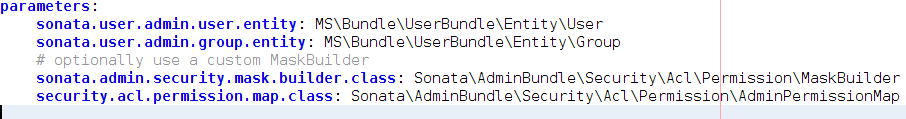 parameters:
sonata.user.admin.user.entity: MS\Bundle\UserBundle\Entity\User
sonata.user.admin.group.entity: MS\Bundle\UserBundle\Entity\Group
# optionally use a custom MaskBuilder
sonata.admin.security.mask.builder.class: Sonata\AdminBundle\Security\Acl\Permission\MaskBuilder
security.acl.permission.map.class: Sonata\AdminBundle\Security\Acl\Permission\AdminPermissionMap